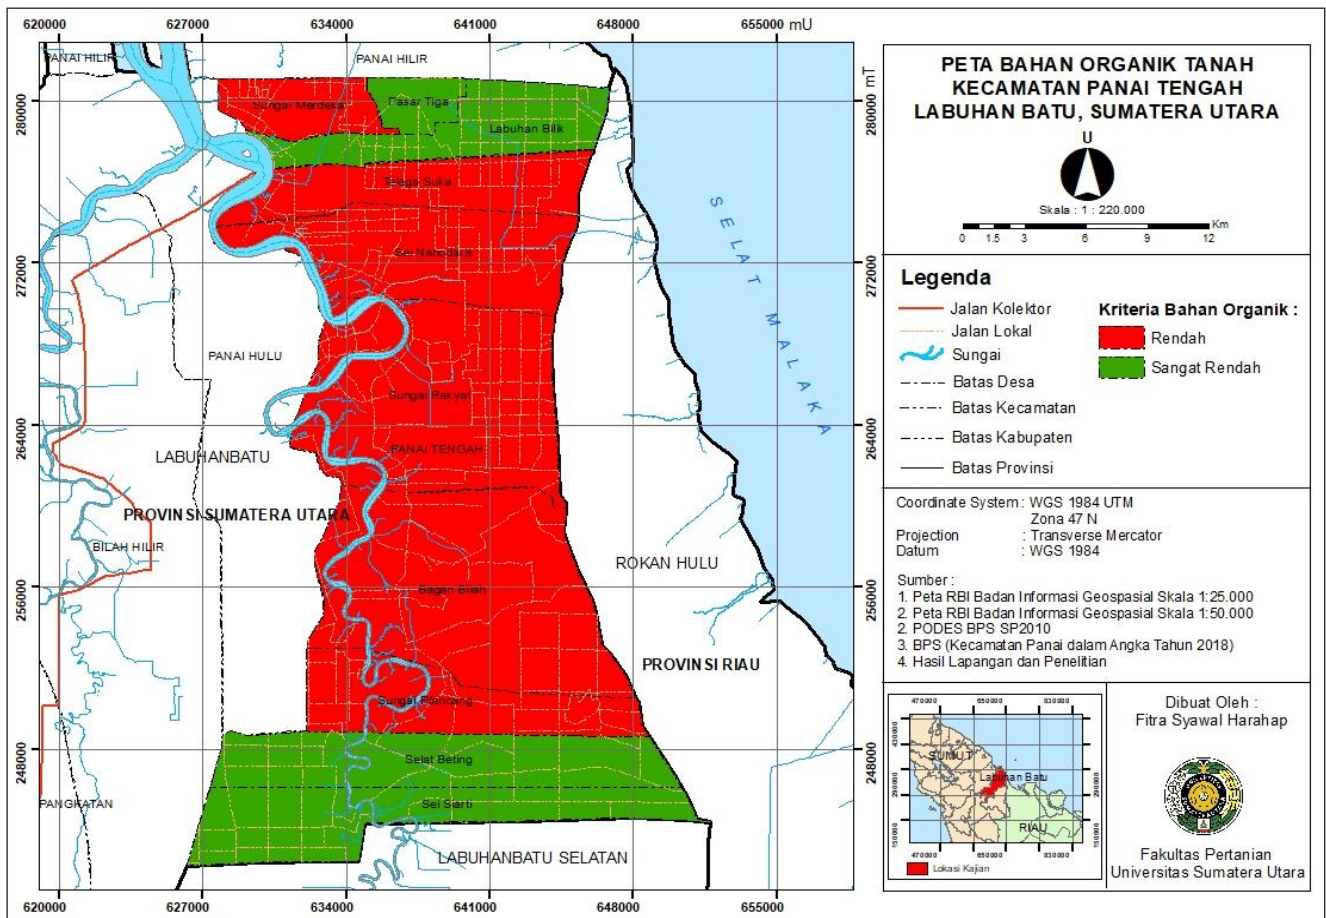 620000 627000 634000 641000 648000 655000 mU
mT
280000
272000
264000
256000
248000
280000
272000
264000
256000
248000
620000 627000 634000 641000 648000 655000
PANAI HILIR
PANAI HILIR
Sungai Merdeka
Pasar Tiga
Labuhan Bilik
Telaga Suka
Sei Nahodaris
SELAT MALAKA
PANAI HULU
Sungai Rakyat
PANAI TENGAH
LABUHANBATU
PROVINSI SUMATERA UTARA
BILAH HILIR
ROKAN HULU
Bagan Bilah
PROVINSI RIAU
Sungai Plancang
Selat Beting
Sei Siarti
PANGKATAN
LABUHANBATU SELATAN
PETA BAHAN ORGANIK TANAH
KECAMATAN PANAI TENGAH
LABUHAN BATU, SUMATERA UTARA
U
Skala : 1 : 220.000
0 1.5 3 6 9 12 Km
Legenda
Jalan Kolektor
Jalan Lokal
Sungai
Batas Desa
Batas Kecamatan
Batas Kabupaten
Batas Provinsi
Kriteria Bahan Organik :
Rendah
Sangat Rendah
Coordinate System : WGS 1984 UTM
Zona 47 N
Projection : Transverse Mercator
Datum : WGS 1984
Sumber :
1. Peta RBI Badan Informasi Geospasial Skala 1:25.000
2. Peta RBI Badan Informasi Geospasial Skala 1:50.000
2. PODES BPS SP2010
3. BPS (Kecamatan Panai dalam Angka Tahun 2018)
4. Hasil Lapangan dan Penelitian
470000 650000 830000
430000
290000
150000
430000
290000
150000
SUMUT
Labuhan Batu
RIAU
470000 650000 830000
Lokasi Kajian
Dibuat Oleh :
Fitra Syawal Harahap
Fakultas Pertanian
Universitas Sumatera Utara